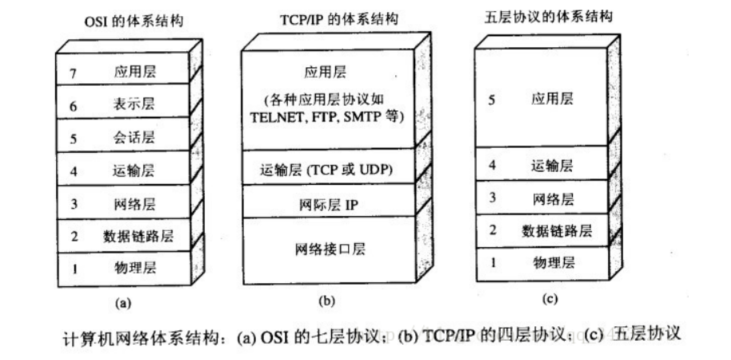 OSI 的体系结构
7 应用层
6 表示层
5 会话层
4 运输层
3 网络层
2 数据链路层
1 物理层
(a)
TCP/IP 的体系结构
应用层
(各种应用层协议如
TELNET, FTP, SMTP 等)
运输层 (TCP 或 UDP)
网际层 IP
网络接口层
(b)
五层协议的体系结构
5 应用层
4 运输层
3 网络层
2 数据链路层
1 物理层
(c)
计算机网络体系结构：(a) OSI 的七层协议；(b) TCP/IP 的四层协议；(c) 五层协议